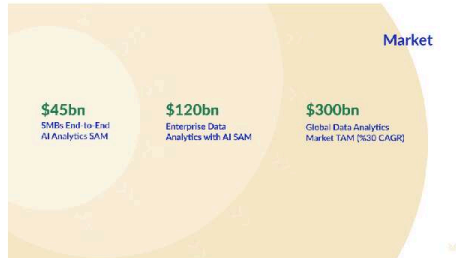 Market
$45bn
SMBs End-to-End
AI Analytics SAM
$120bn
Enterprise Data
Analytics with AI SAM
$300bn
Global Data Analytics
Market TAM (%30 CAGR)